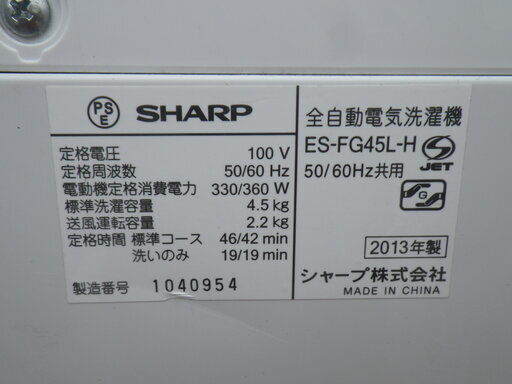 PSE SHARP
定格電圧 100 V
定格周波数 50/60 Hz
電動機定格消費電力 330/360 W
標準洗濯容量 4.5 kg
送風運転容量 2.2 kg
定格時間 標準コース 46/42 min
洗いのみ 19/19 min
製造番号 1040954
全自動電気洗濯機
ES-FG45L-H
JET
50/60Hz共用
G
2013年製
シャープ株式会社
MADE IN CHINA